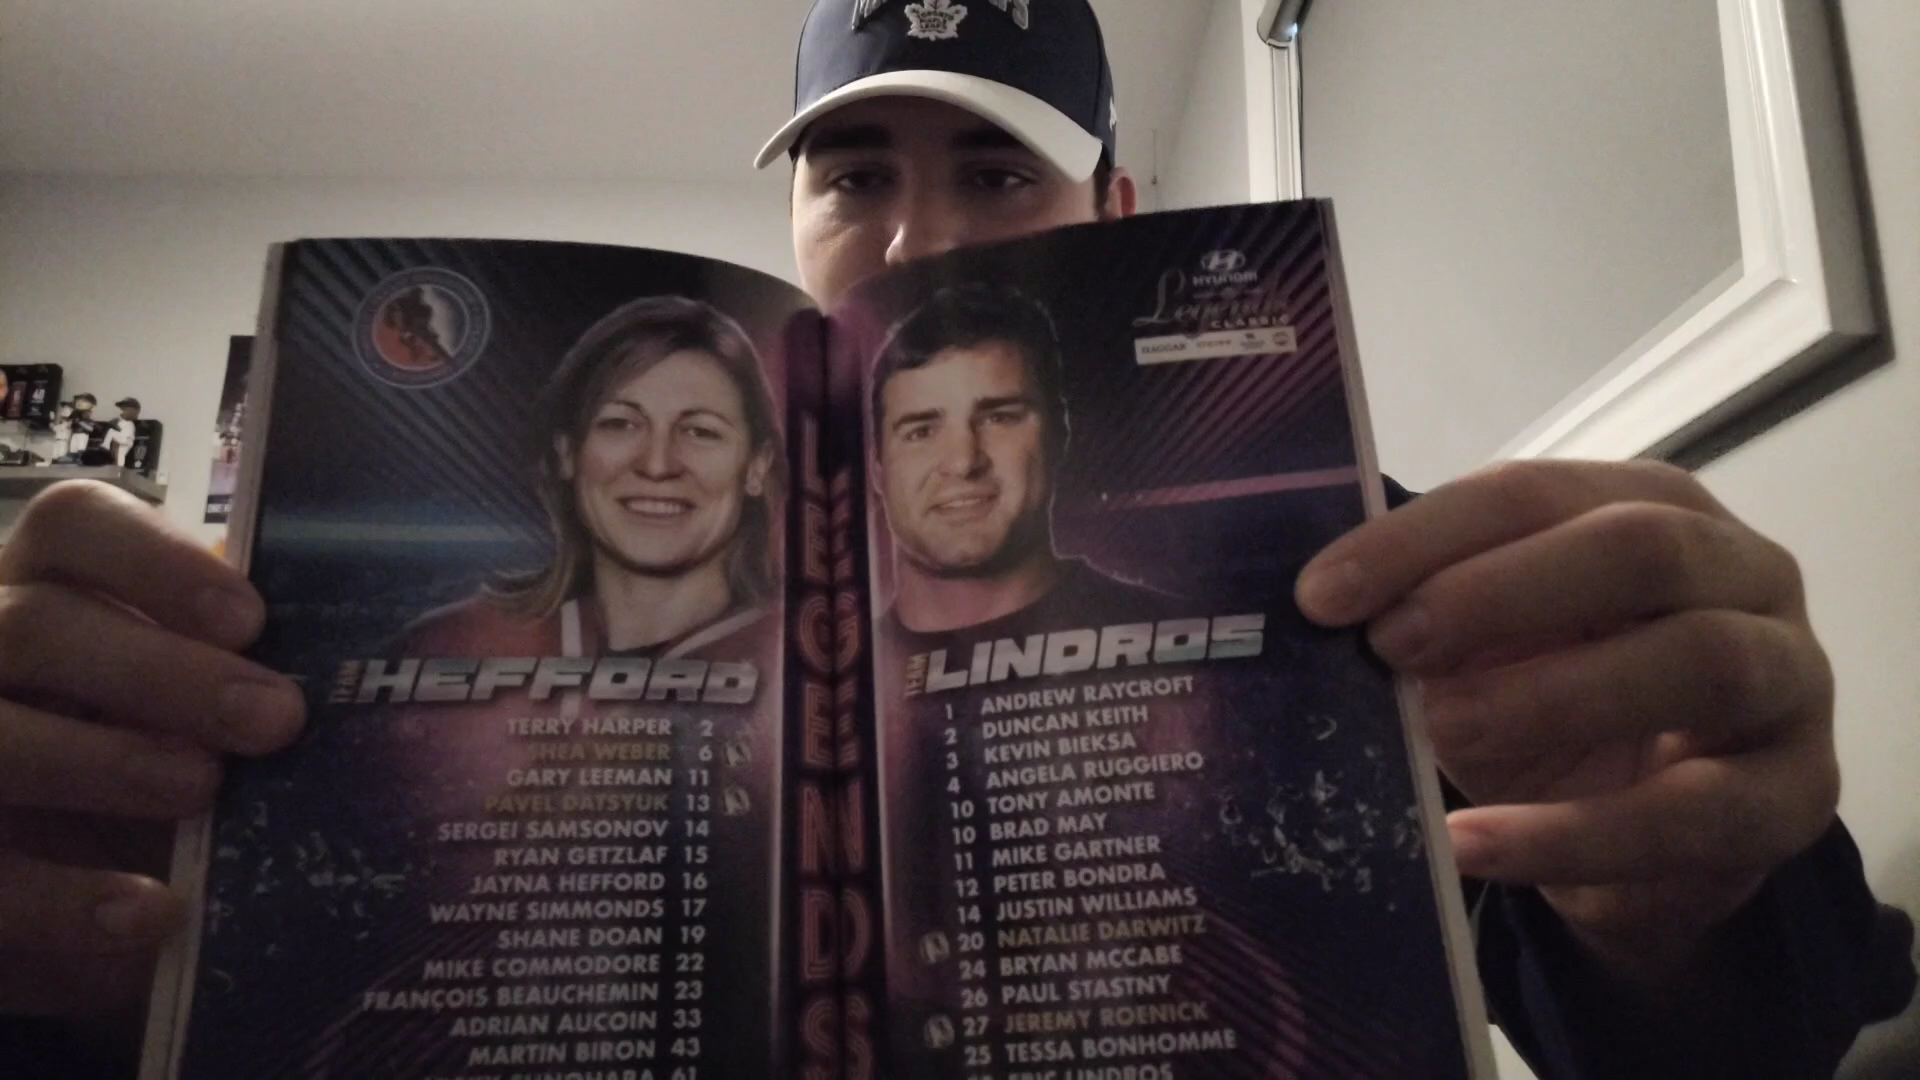 TORONTO
MAPLE
LEAFS
HYUNDAI
Legends
CLASSIC
HAGGAR
LEGENDS
TEAM HEFFORD
TERRY HARPER 2
SHEA WEBER 6
GARY LEEMAN 11
PAVEL DATSYUK 13
SERGEI SAMSONOV 14
RYAN GETZLAF 15
JAYNA HEFFORD 16
WAYNE SIMMONDS 17
SHANE DOAN 19
MIKE COMMODORE 22
FRANÇOIS BEAUCHEMIN 23
ADRIAN AUCOIN 33
MARTIN BIRON 43
61
TEAM LINDROS
1 ANDREW RAYCROFT
2 DUNCAN KEITH
3 KEVIN BIEKSA
4 ANGELA RUGGIERO
10 TONY AMONTE
10 BRAD MAY
11 MIKE GARTNER
12 PETER BONDRA
14 JUSTIN WILLIAMS
20 NATALIE DARWITZ
24 BRYAN MCCABE
26 PAUL STASTNY
27 JEREMY ROENICK
25 TESSA BONHOMME
ERIC LINDROS